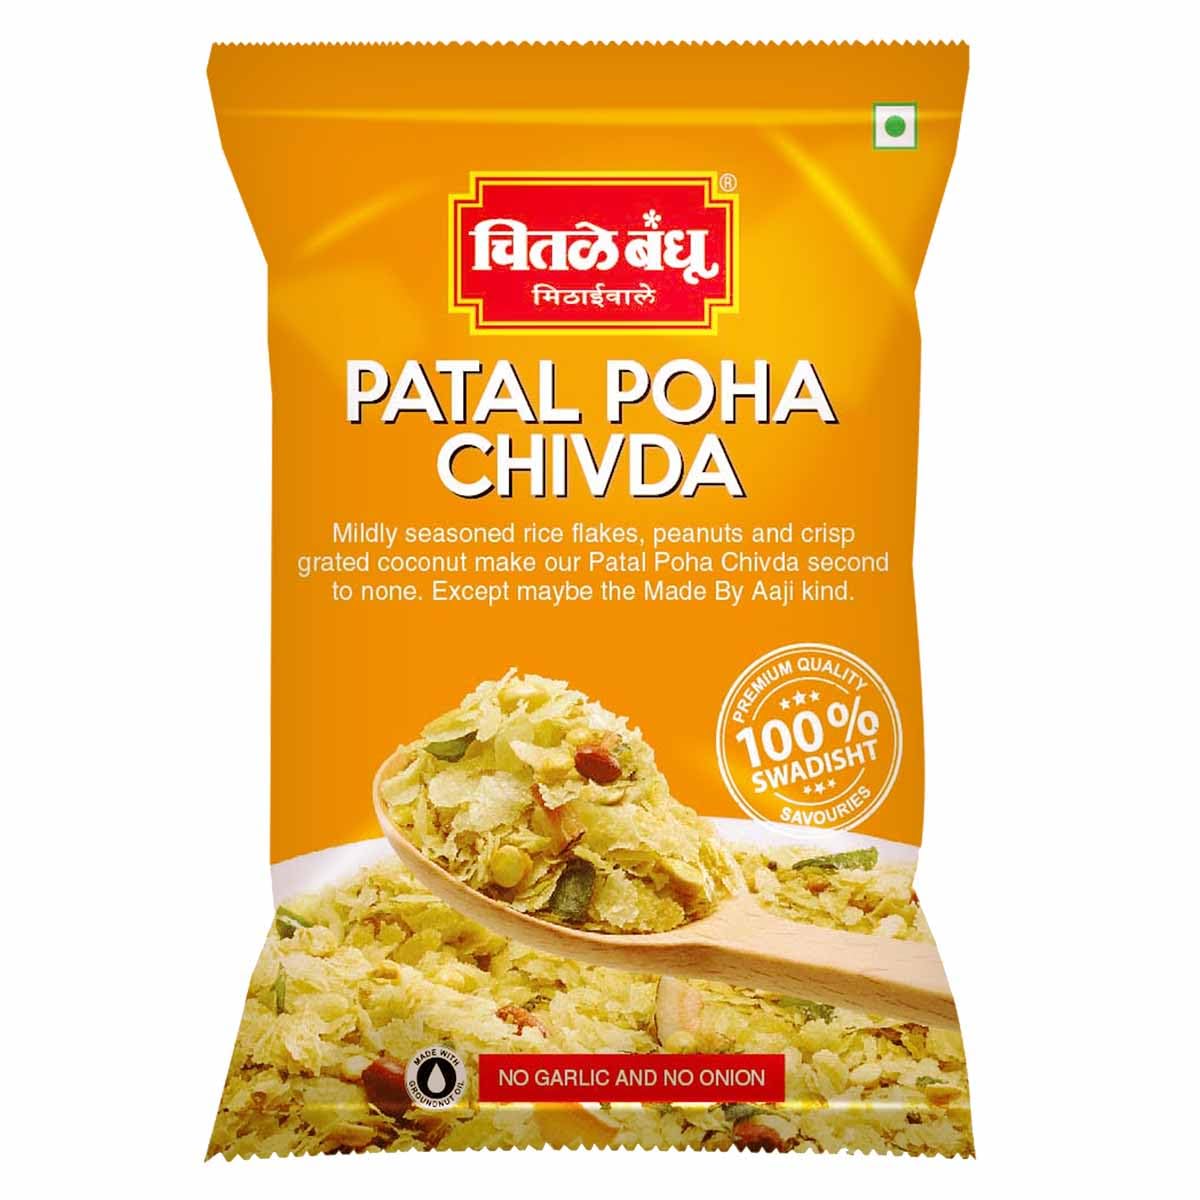 चितळे बंधू
®
मिठाईवाले
PATAL POHA
CHIVDA
Mildly seasoned rice flakes, peanuts and crisp
grated coconut make our Patal Poha Chivda second
to none. Except maybe the Made By Aaji kind.
PREMIUM QUALITY
100%
SWADISHT
SAVOURIES
MADE WITH
GROUNDNUT OIL
NO GARLIC AND NO ONION